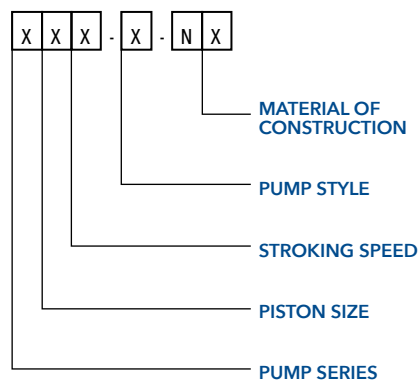 X X X - X - N X
MATERIAL OF
CONSTRUCTION
PUMP STYLE
STROKING SPEED
PISTON SIZE
PUMP SERIES